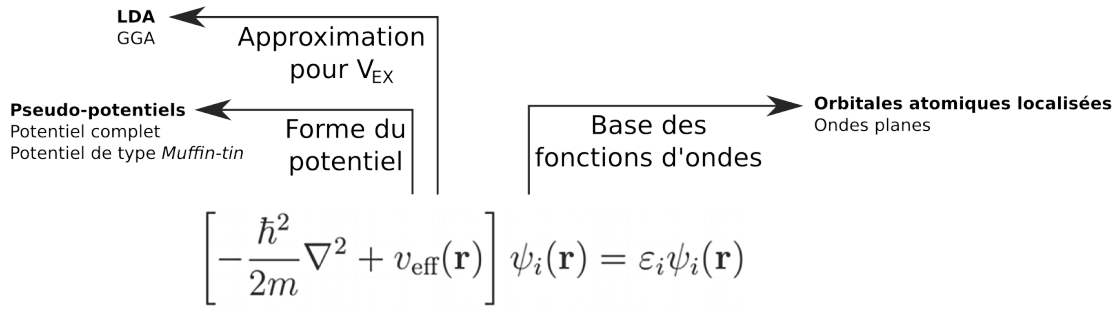 LDA
GGA
Approximation
pour V_EX
Pseudo-potentiels
Potentiel complet
Potentiel de type Muffin-tin
Forme du
potentiel
Base des
fonctions d'ondes
Orbitales atomiques localisées
Ondes planes
[-ħ²/2m ∇² + v_eff(r)] ψ_i(r) = ε_i ψ_i(r)